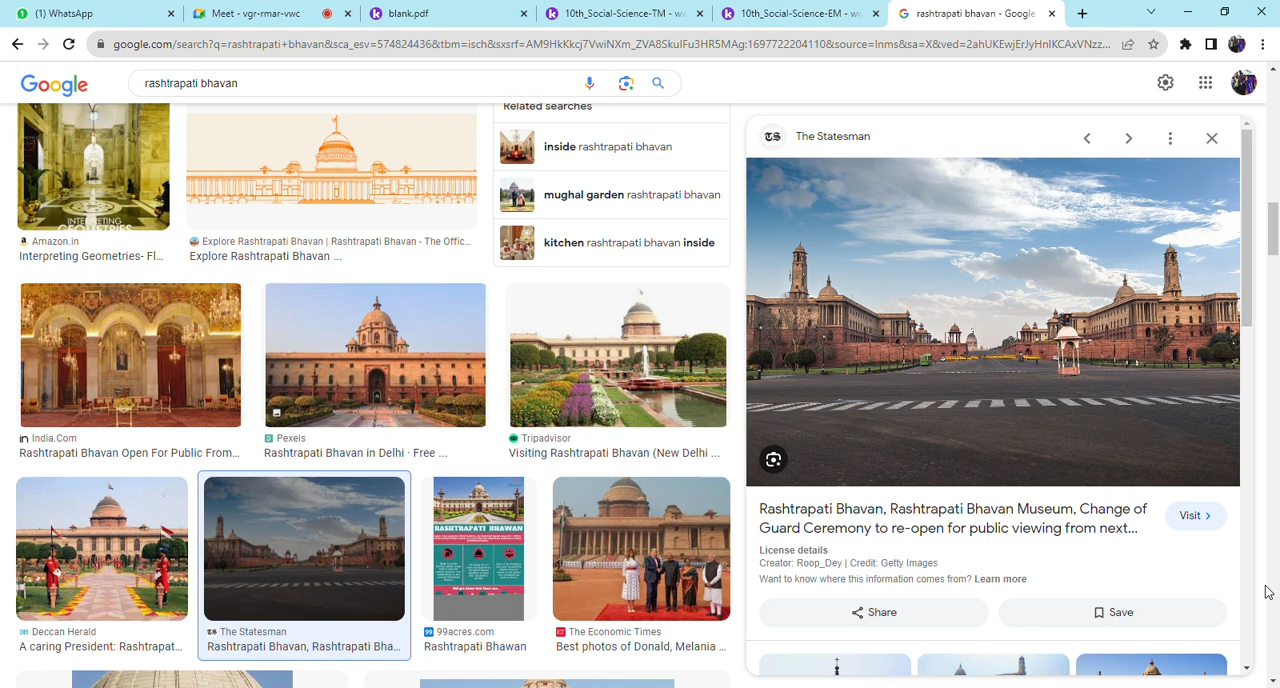 (1) WhatsApp
Meet - vgr-mar-vwc
blank.pdf
10th_Social-Science-TM - ww
10th_Social-Science-EM - ww
rashtrapati bhavan - Google
google.com/search?q=rashtrapati+bhavan&sca_esv=574824436&tbm=isch&sxsrf=AM9HkKkcj7VwiNXm_ZVA8SkulFu3HR5MAg:1697722204110&source=lnms&sa=X&ved=2ahUKEwjErJyHnIKCAxVNzz...
Google
rashtrapati bhavan
INTERPRETING
GEOMETRIES
Amazon.in
Interpreting Geometries- Fl...
Explore Rashtrapati Bhavan | Rashtrapati Bhavan - The Offic...
Explore Rashtrapati Bhavan ...
Related searches
inside rashtrapati bhavan
mughal garden rashtrapati bhavan
kitchen rashtrapati bhavan inside
India.Com
Rashtrapati Bhavan Open For Public From...
Pexels
Rashtrapati Bhavan in Delhi · Free ...
Tripadvisor
Visiting Rashtrapati Bhavan (New Delhi ...
Deccan Herald
A caring President: Rashtrapat...
The Statesman
Rashtrapati Bhavan, Rashtrapati Bha...
RASHTRAPATI BHAWAN
99acres.com
Rashtrapati Bhawan
The Economic Times
Best photos of Donald, Melania ...
The Statesman
Rashtrapati Bhavan, Rashtrapati Bhavan Museum, Change of
Guard Ceremony to re-open for public viewing from next...
Visit
License details
Creator: Roop_Dey | Credit: Getty Images
Want to know where this information comes from? Learn more
Share
Save